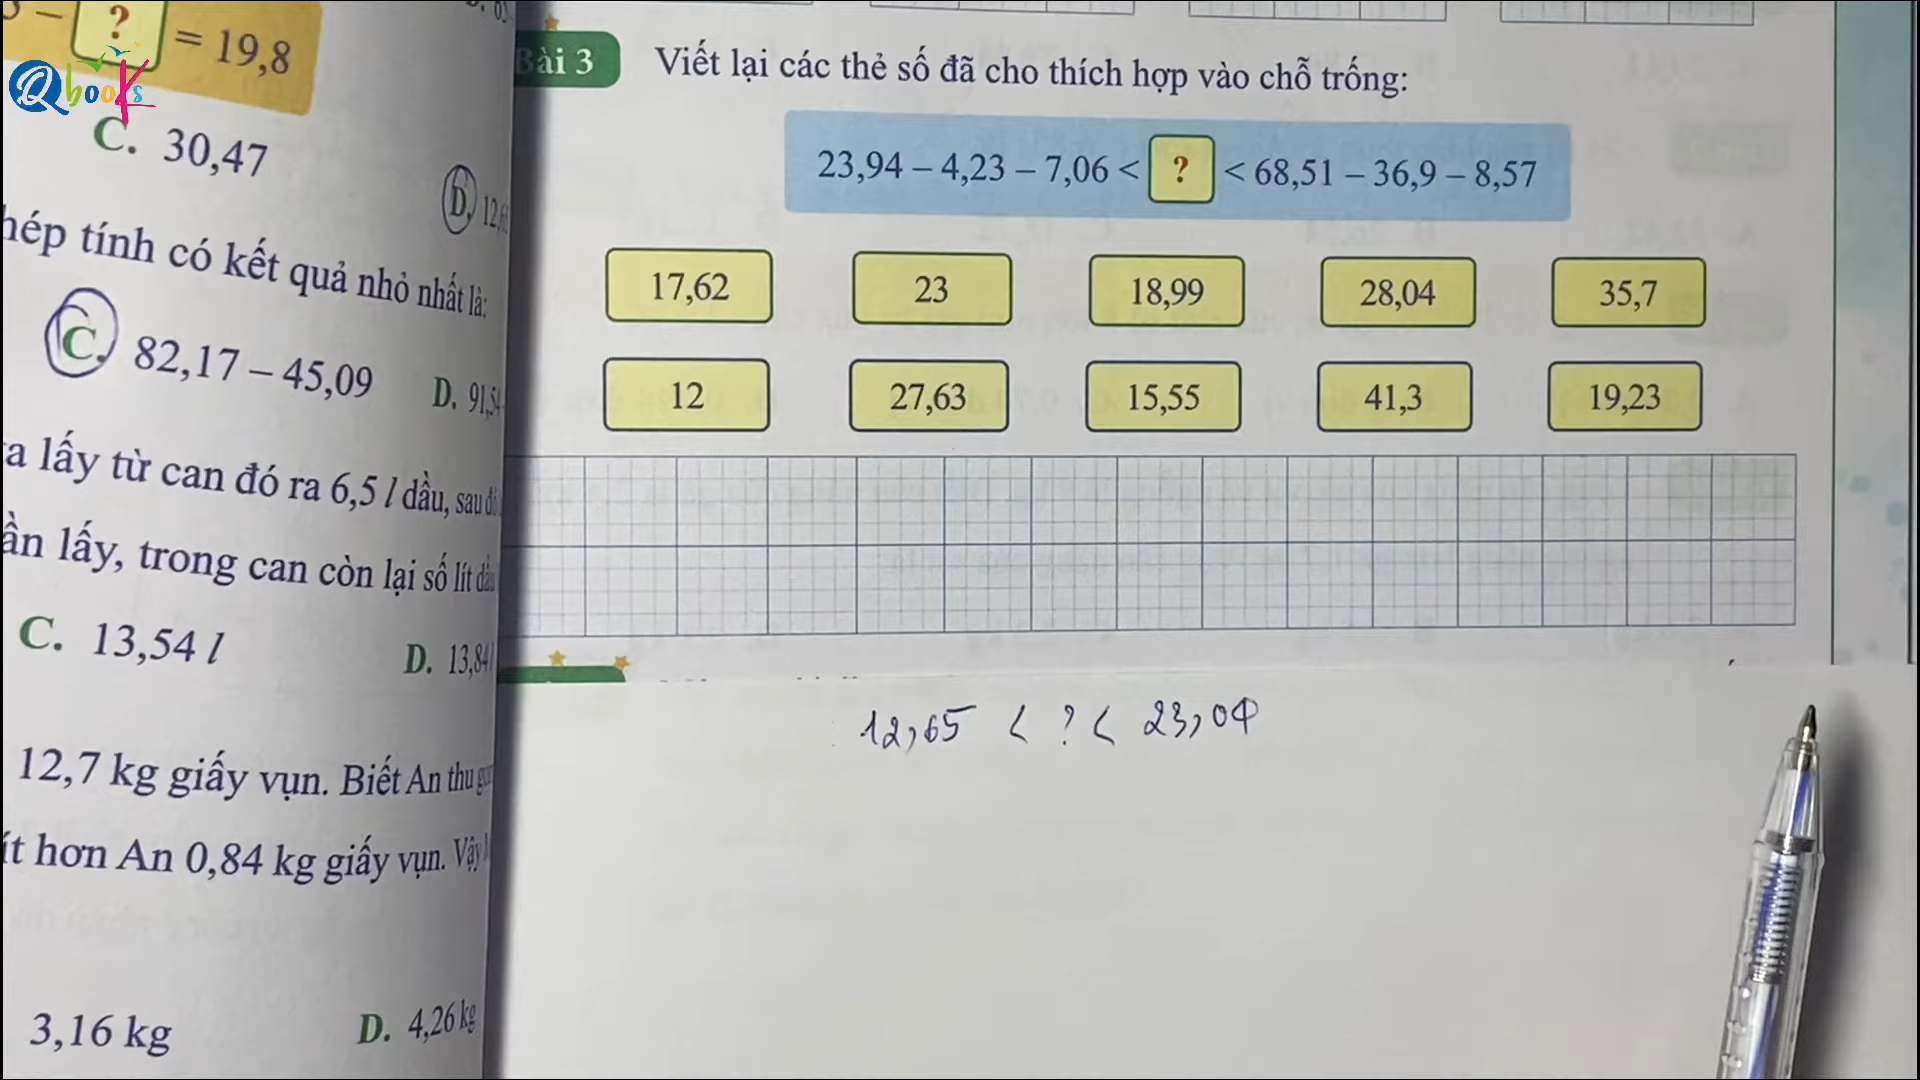 – ? = 19,8
Qbooks
C. 30,47
D.
hép tính có kết quả nhỏ nhất là:
C. 82,17 – 45,09
D. 91,54
a lấy từ can đó ra 6,5 l dầu, sau đó
ần lấy, trong can còn lại số lít dầu
C. 13,54 l
D. 13,84 l
12,7 kg giấy vụn. Biết An thu
ít hơn An 0,84 kg giấy vụn. Vậy
3,16 kg
D. 4,26 kg
Bài 3 Viết lại các thẻ số đã cho thích hợp vào chỗ trống:
23,94 – 4,23 – 7,06 < ? < 68,51 – 36,9 – 8,57
17,62 23 18,99 28,04 35,7
12 27,63 15,55 41,3 19,23
12,65 < ? < 23,04